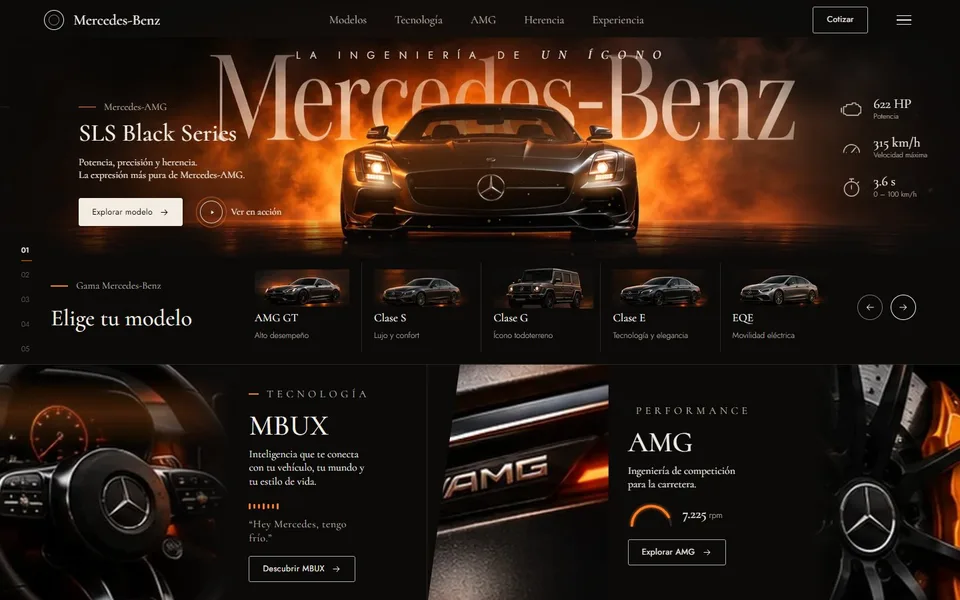 Mercedes-Benz
Modelos
Tecnología
AMG
Herencia
Experiencia
Cotizar
LA INGENIERÍA DE UN ÍCONO
Mercedes-Benz
Mercedes-AMG
SLS Black Series
Potencia, precisión y herencia.
La expresión más pura de Mercedes-AMG.
Explorar modelo →
Ver en acción
622 HP
Potencia
315 km/h
Velocidad máxima
3.6 s
0 – 100 km/h
01
02
03
04
05
Gama Mercedes-Benz
Elige tu modelo
AMG GT
Alto desempeño
Clase S
Lujo y confort
Clase G
Ícono todoterreno
Clase E
Tecnología y elegancia
EQE
Movilidad eléctrica
← →
TECNOLOGÍA
MBUX
Inteligencia que te conecta
con tu vehículo, tu mundo y
tu estilo de vida.
“Hey Mercedes, tengo
frío.”
Descubrir MBUX →
AMG
PERFORMANCE
AMG
Ingeniería de competición
para la carretera.
7.225 rpm
Explorar AMG →